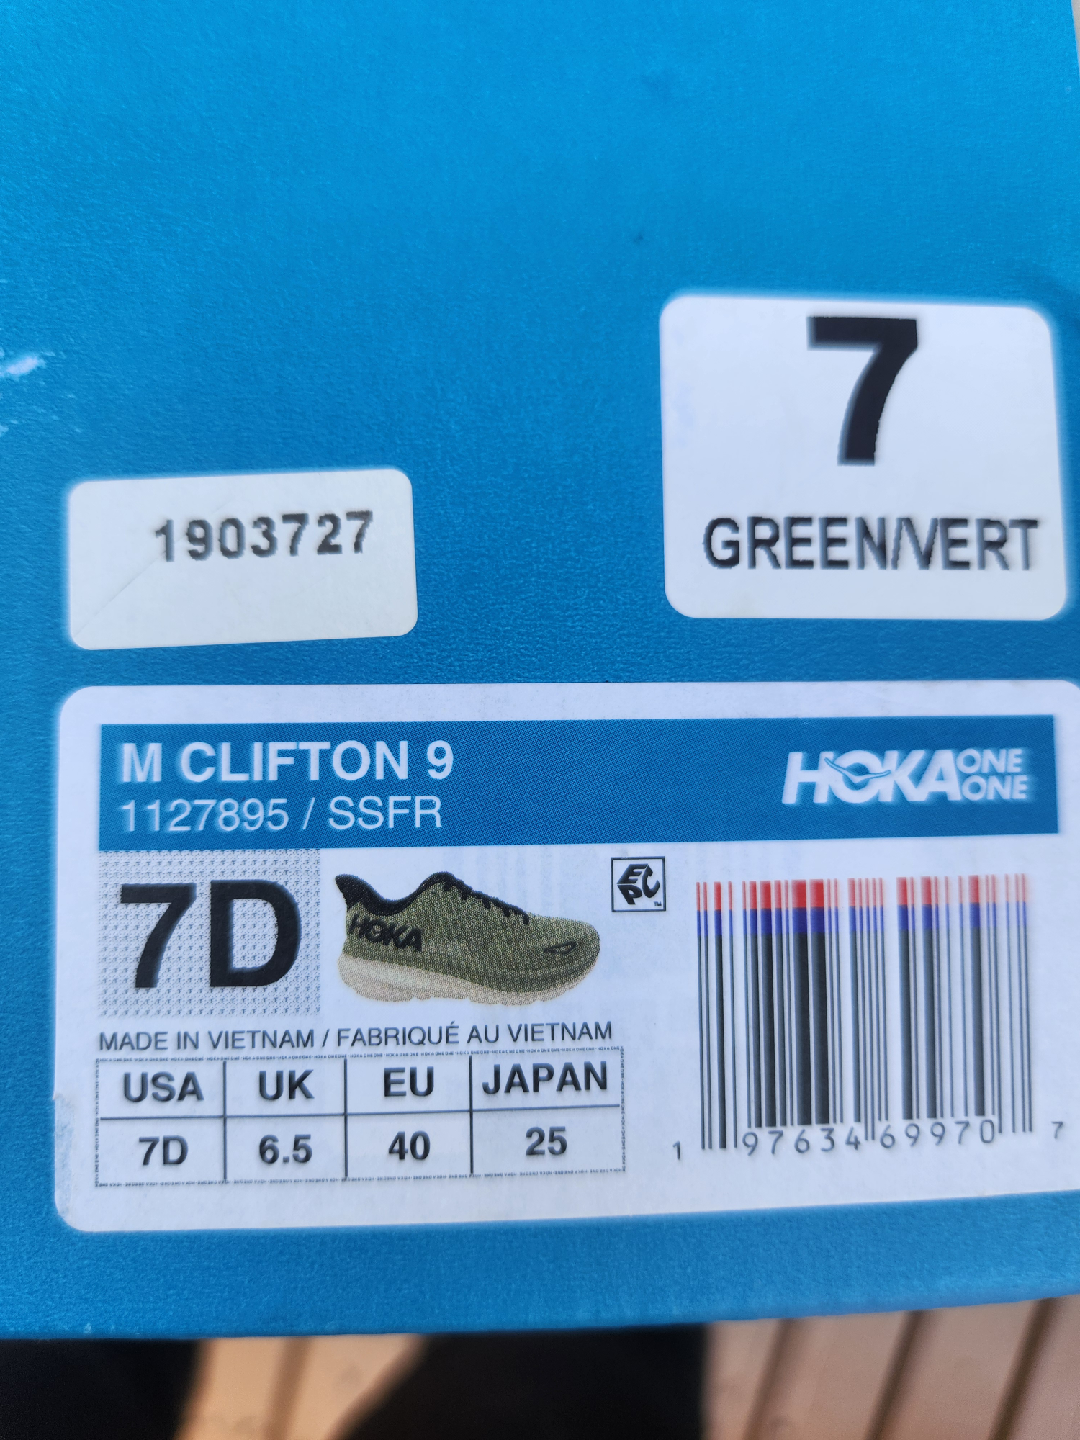 7
GREEN/VERT
1903727
M CLIFTON 9
1127895 / SSFR
HOKA ONE ONE
7D
HOKA
EPC
MADE IN VIETNAM / FABRIQUÉ AU VIETNAM
USA UK EU JAPAN
7D 6.5 40 25
1 97634 69970 7